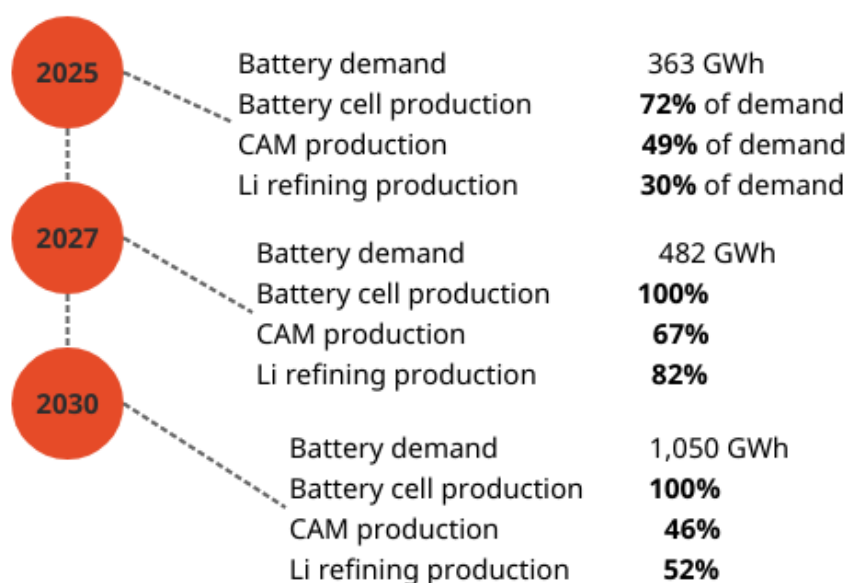 2025
Battery demand 363 GWh
Battery cell production 72% of demand
CAM production 49% of demand
Li refining production 30% of demand
2027
Battery demand 482 GWh
Battery cell production 100%
CAM production 67%
Li refining production 82%
2030
Battery demand 1,050 GWh
Battery cell production 100%
CAM production 46%
Li refining production 52%